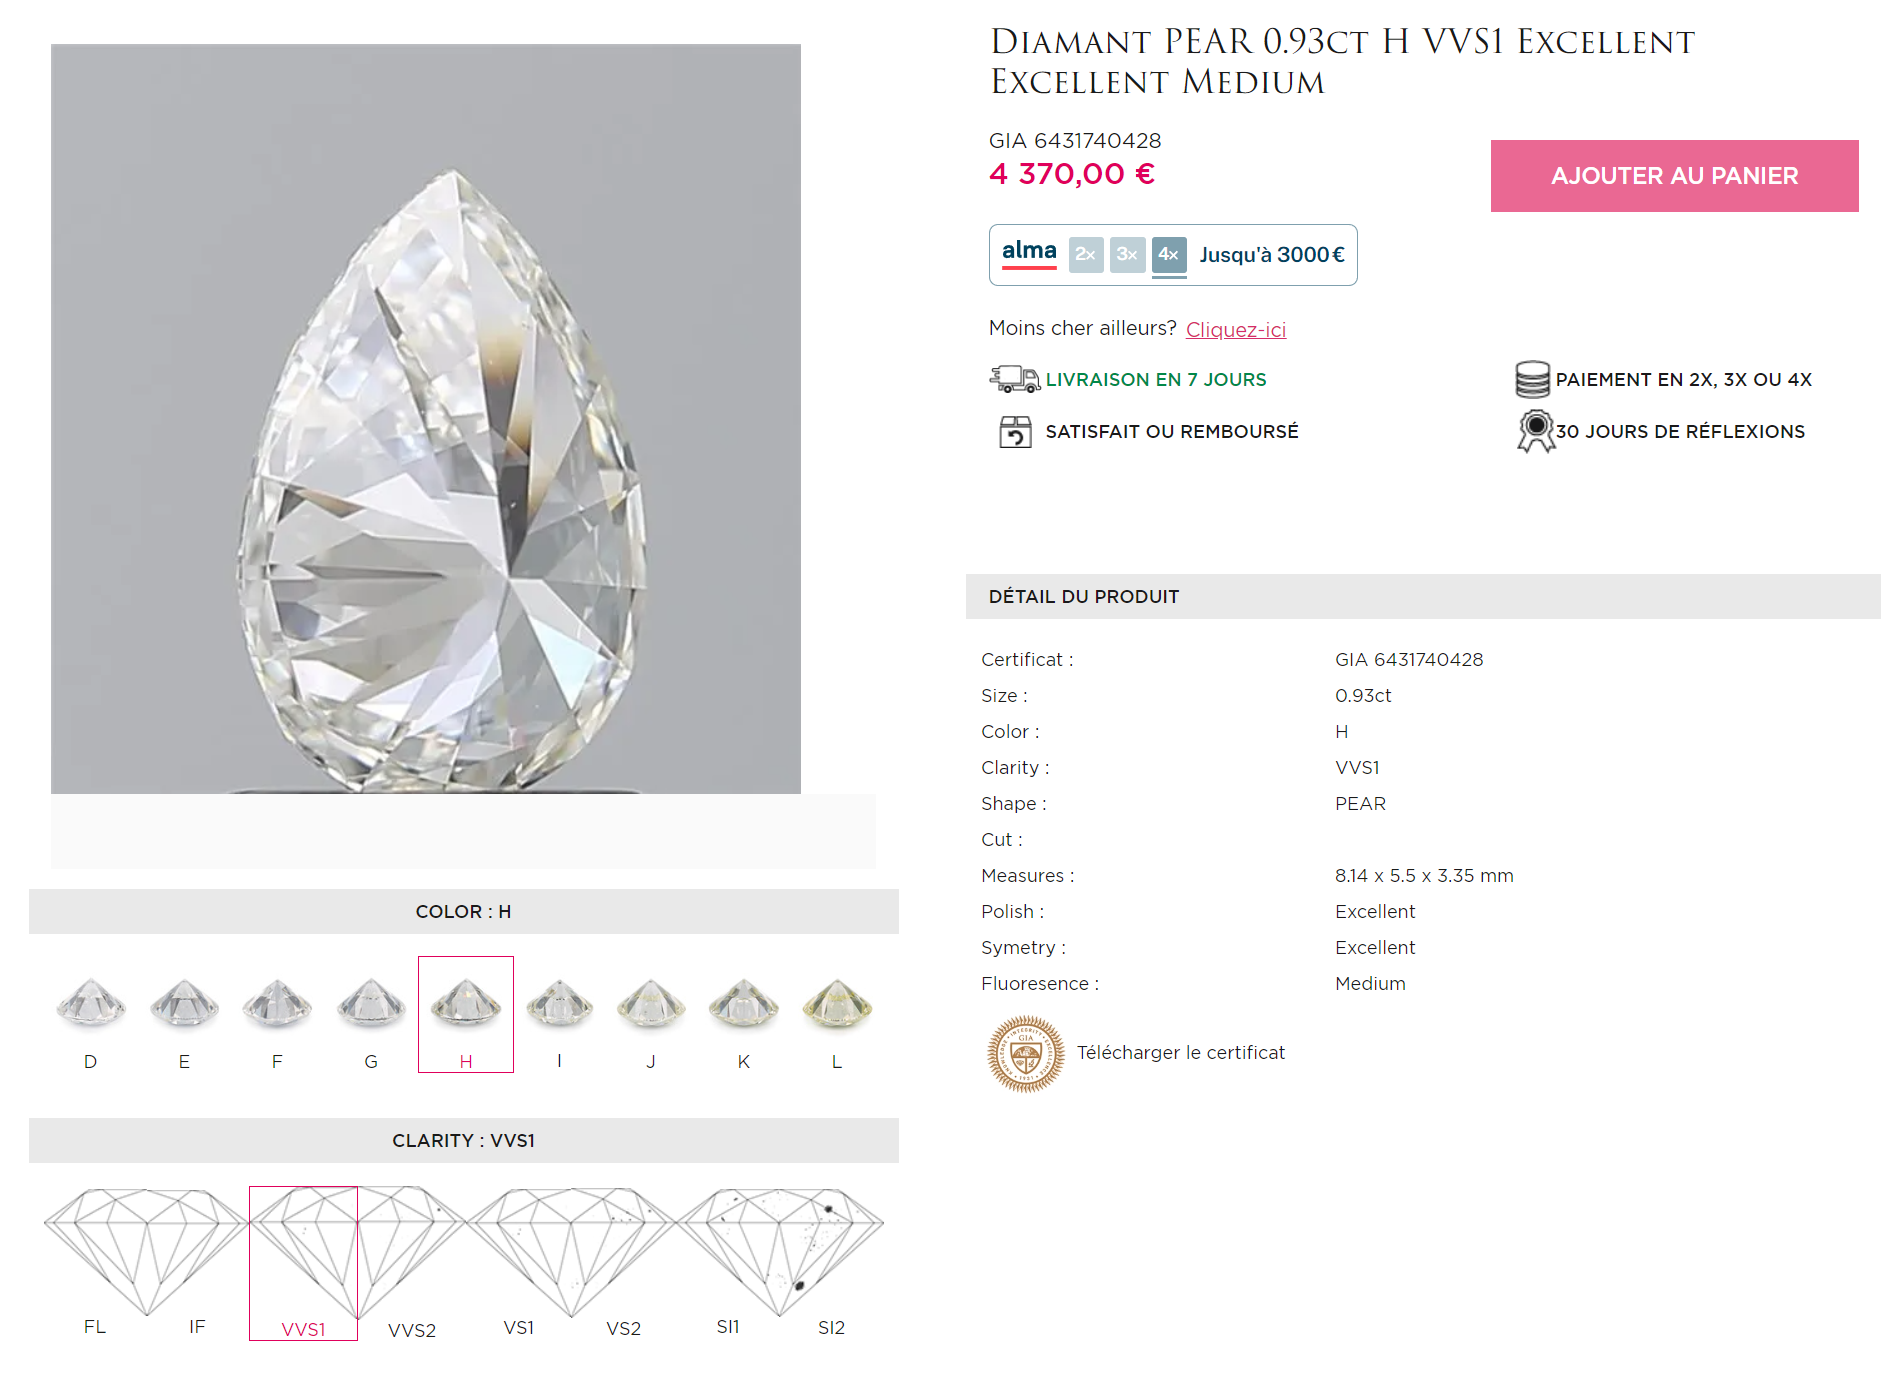 Diamant PEAR 0.93ct H VVS1 Excellent
Excellent Medium
GIA 6431740428
4 370,00 €
AJOUTER AU PANIER
alma 2x 3x 4x Jusqu'à 3000 €
Moins cher ailleurs? Cliquez-ici
LIVRAISON EN 7 JOURS
PAIEMENT EN 2X, 3X OU 4X
SATISFAIT OU REMBOURSÉ
30 JOURS DE RÉFLEXIONS
DÉTAIL DU PRODUIT
Certificat : GIA 6431740428
Size : 0.93ct
Color : H
Clarity : VVS1
Shape : PEAR
Cut :
Measures : 8.14 x 5.5 x 3.35 mm
Polish : Excellent
Symetry : Excellent
Fluoresence : Medium
GIA
Télécharger le certificat
COLOR : H
D E F G H I J K L
CLARITY : VVS1
FL IF VVS1 VVS2 VS1 VS2 SI1 SI2